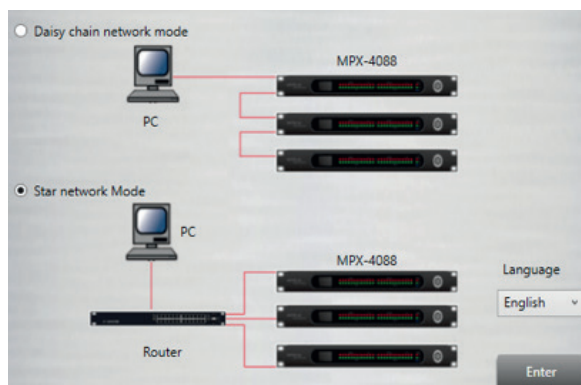 Daisy chain network mode
MPX-4088
PC
Star network Mode
PC
MPX-4088
Language
English
Router
Enter